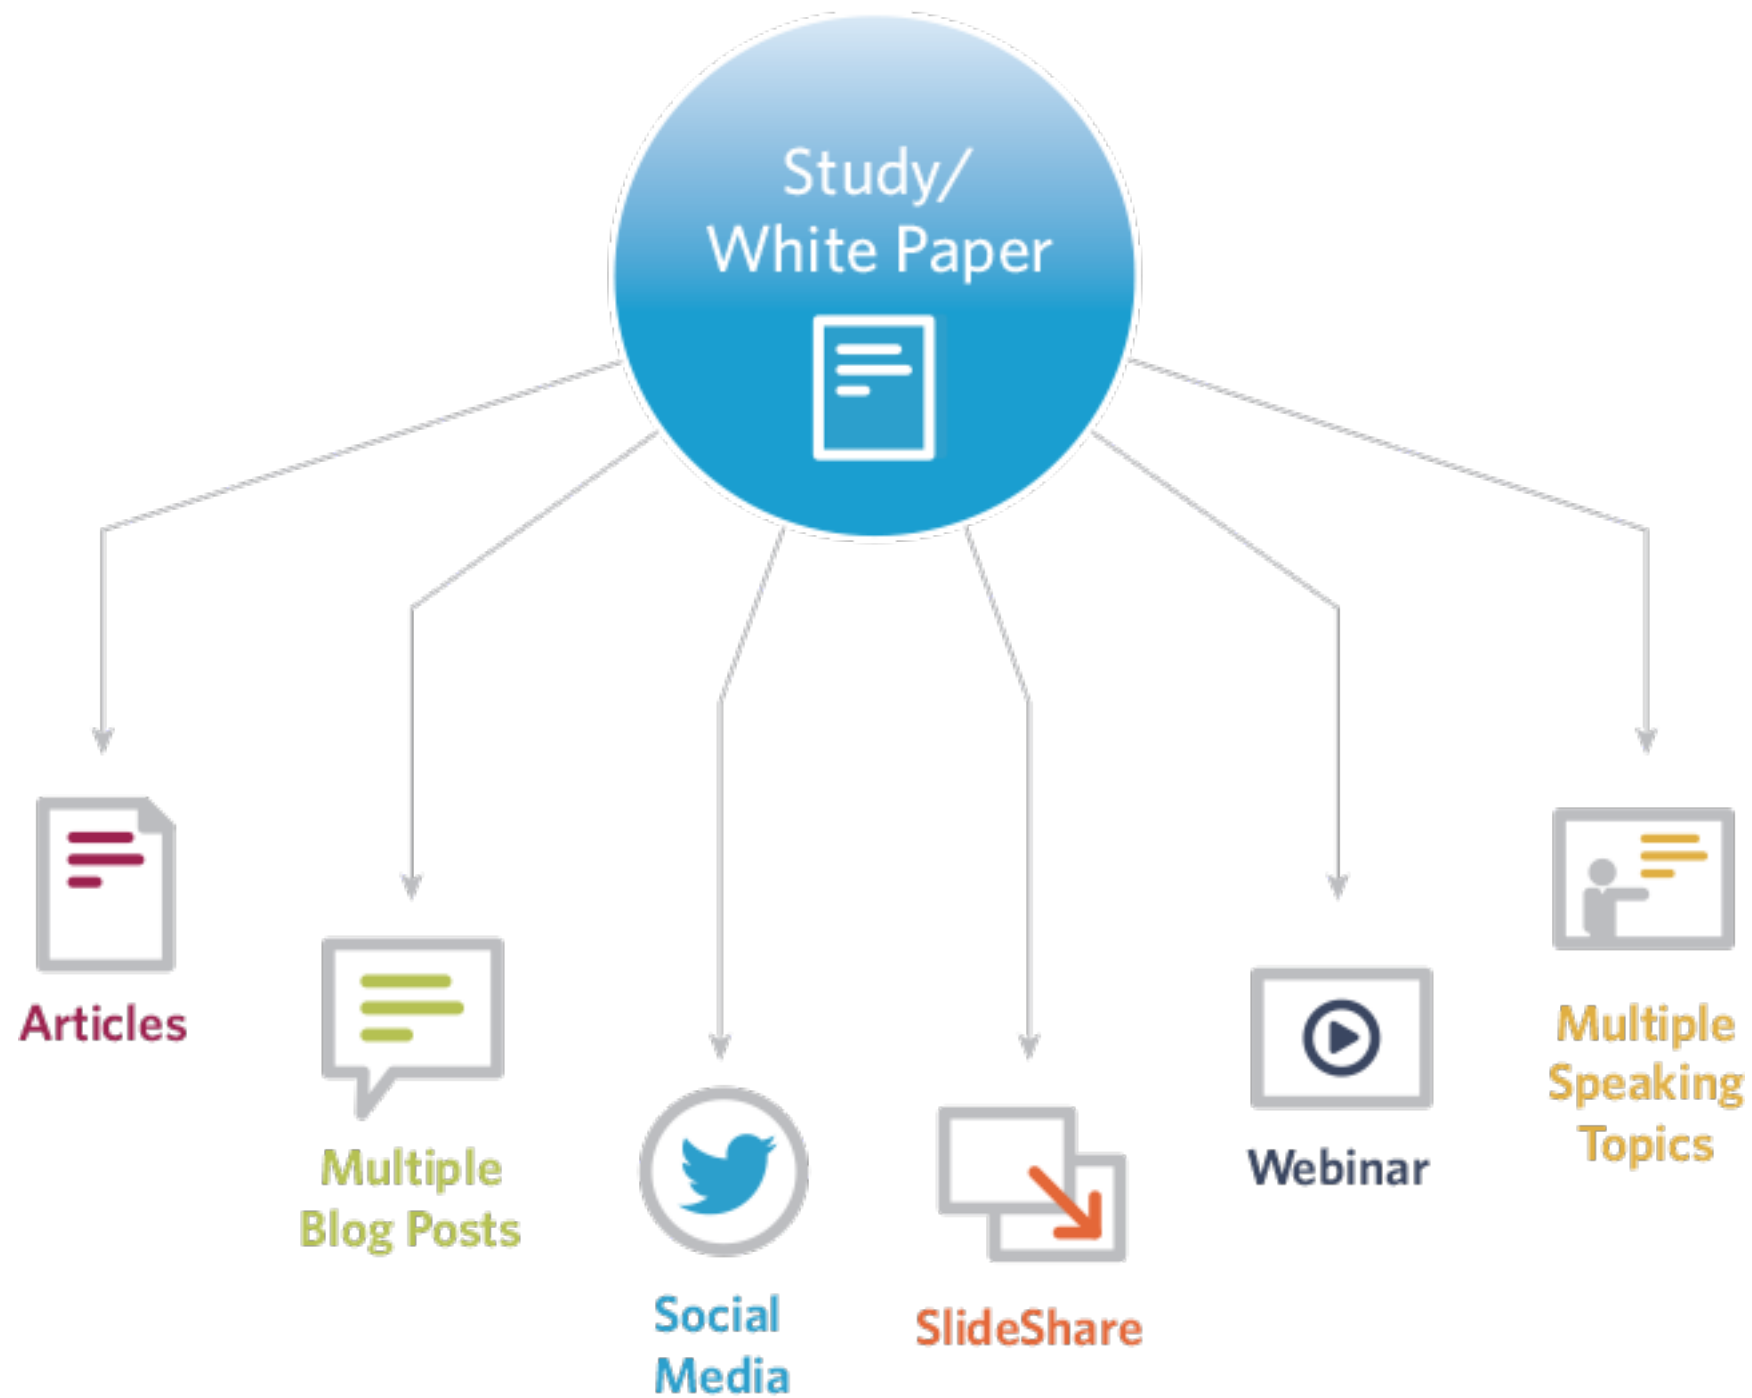 Study/
White Paper
Articles
Multiple
Blog Posts
Social
Media
SlideShare
Webinar
Multiple
Speaking
Topics